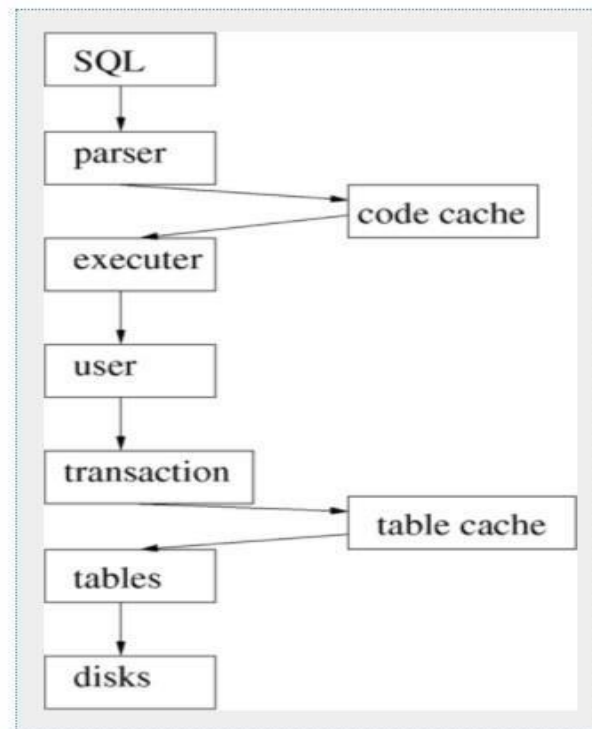 SQL
parser
code cache
executer
user
transaction
table cache
tables
disks